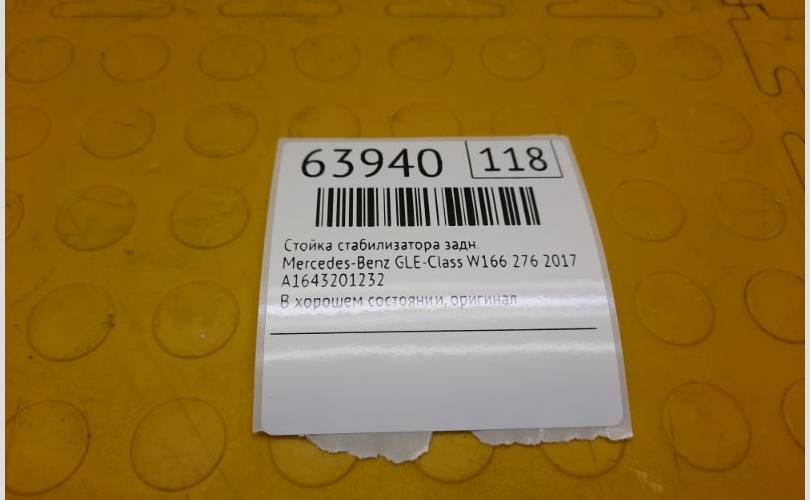 63940 118
Стойка стабилизатора задн.
Mercedes-Benz GLE-Class W166 276 2017
A1643201232
В хорошем состоянии, оригинал